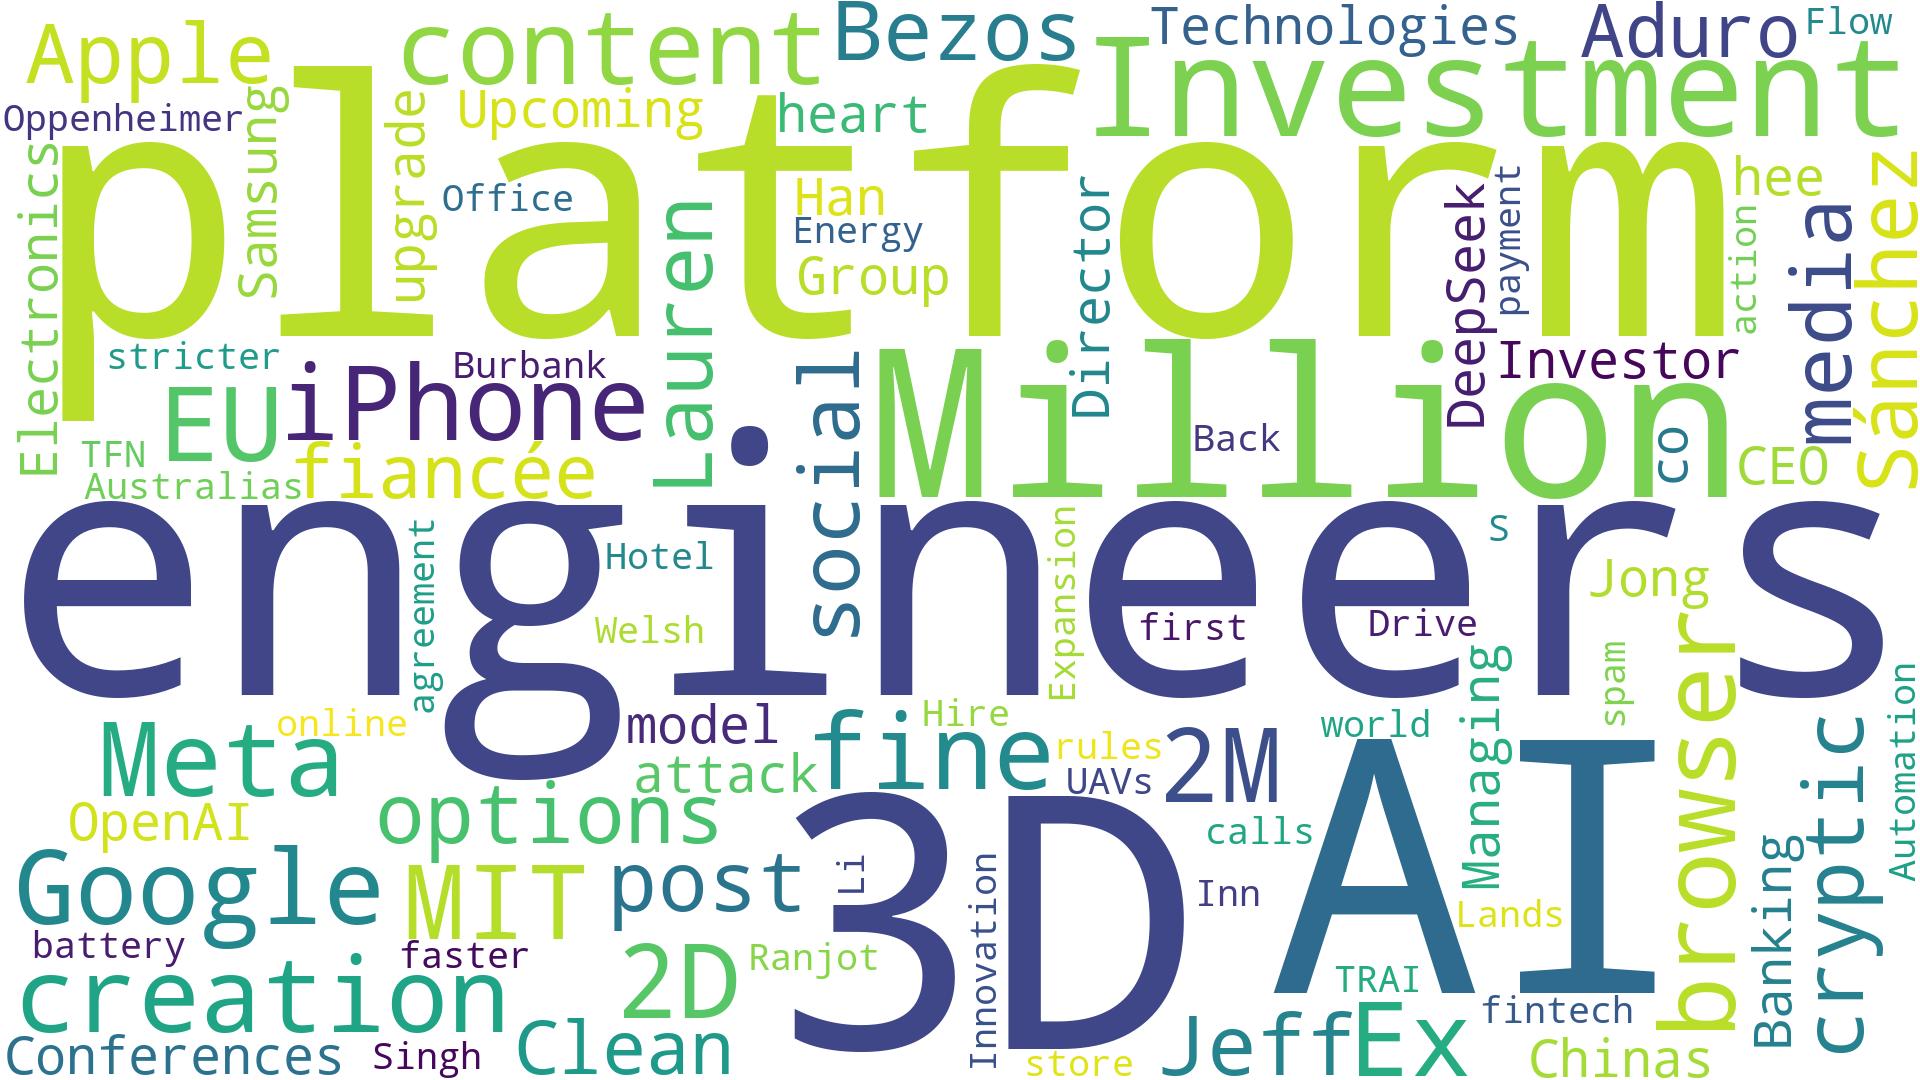 Apple
content
Bezos
Technologies
Aduro
Flow
Oppenheimer
Samsung
upgrade
Upcoming
heart
Investment
platform
Electronics
Office
Han
Energy
Group
Lauren
Director
DeepSeek
payment
hee
action
media
Sánchez
stricter
Burbank
iPhone
EU
social
Million
Investor
TFN
Australias
fiancée
Back
co
CEO
engineers
agreement
Hotel
Welsh
Expansion
first
Drive
S
Jong
spam
browsers
Managing
Meta
online
model
attack
fine
Hire
rules
UAVs
2M
world
AI
cryptic
Automation
OpenAI
options
calls
Google
MIT
post
3D
Li
Innovation
Inn
Lands
Banking
battery
faster
creation
2D
Ranjot
TRAI
fintech
Conferences
Singh
Clean
store
Jeff
Ex
Chinas